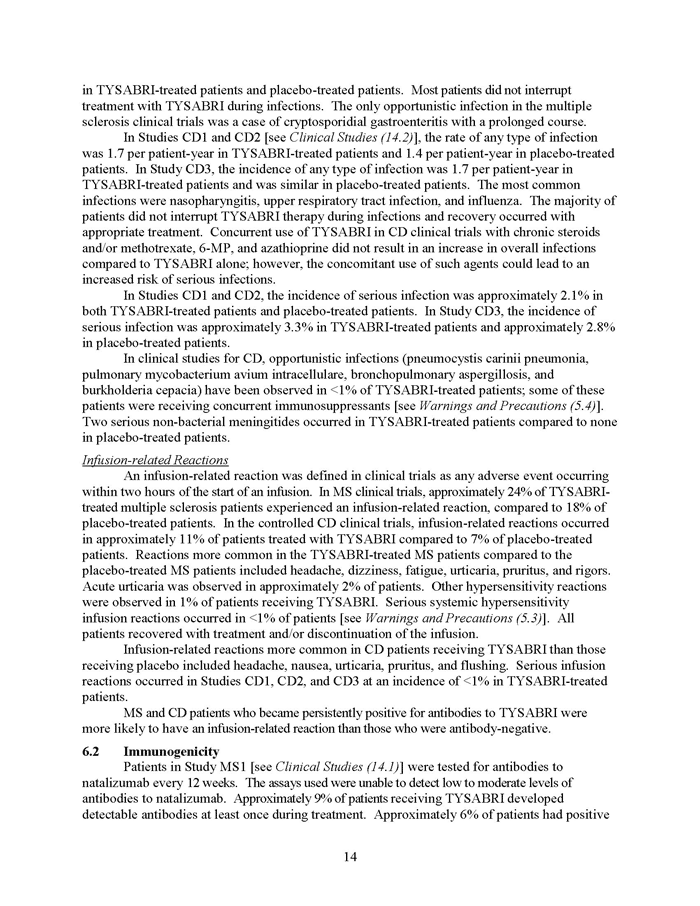 in TYSABRI-treated patients and placebo-treated patients.  Most patients did not interrupt
treatment with TYSABRI during infections.  The only opportunistic infection in the multiple
sclerosis clinical trials was a case of cryptosporidial gastroenteritis with a prolonged course.
In Studies CD1 and CD2 [see Clinical Studies (14.2)], the rate of any type of infection
was 1.7 per patient-year in TYSABRI-treated patients and 1.4 per patient-year in placebo-treated
patients.  In Study CD3, the incidence of any type of infection was 1.7 per patient-year in
TYSABRI-treated patients and was similar in placebo-treated patients.  The most common
infections were nasopharyngitis, upper respiratory tract infection, and influenza.  The majority of
patients did not interrupt TYSABRI therapy during infections and recovery occurred with
appropriate treatment.  Concurrent use of TYSABRI in CD clinical trials with chronic steroids
and/or methotrexate, 6-MP, and azathioprine did not result in an increase in overall infections
compared to TYSABRI alone; however, the concomitant use of such agents could lead to an
increased risk of serious infections.
In Studies CD1 and CD2, the incidence of serious infection was approximately 2.1% in
both TYSABRI-treated patients and placebo-treated patients.  In Study CD3, the incidence of
serious infection was approximately 3.3% in TYSABRI-treated patients and approximately 2.8%
in placebo-treated patients.
In clinical studies for CD, opportunistic infections (pneumocystis carinii pneumonia,
pulmonary mycobacterium avium intracellulare, bronchopulmonary aspergillosis, and
burkholderia cepacia) have been observed in <1% of TYSABRI-treated patients; some of these
patients were receiving concurrent immunosuppressants [see Warnings and Precautions (5.4)].
Two serious non-bacterial meningitides occurred in TYSABRI-treated patients compared to none
in placebo-treated patients.
Infusion-related Reactions
An infusion-related reaction was defined in clinical trials as any adverse event occurring
within two hours of the start of an infusion.  In MS clinical trials, approximately 24% of TYSABRI-
treated multiple sclerosis patients experienced an infusion-related reaction, compared to 18% of
placebo-treated patients.  In the controlled CD clinical trials, infusion-related reactions occurred
in approximately 11% of patients treated with TYSABRI compared to 7% of placebo-treated
patients.  Reactions more common in the TYSABRI-treated MS patients compared to the
placebo-treated MS patients included headache, dizziness, fatigue, urticaria, pruritus, and rigors.
Acute urticaria was observed in approximately 2% of patients.  Other hypersensitivity reactions
were observed in 1% of patients receiving TYSABRI.  Serious systemic hypersensitivity
infusion reactions occurred in <1% of patients [see Warnings and Precautions (5.3)].  All
patients recovered with treatment and/or discontinuation of the infusion.
Infusion-related reactions more common in CD patients receiving TYSABRI than those
receiving placebo included headache, nausea, urticaria, pruritus, and flushing.  Serious infusion
reactions occurred in Studies CD1, CD2, and CD3 at an incidence of <1% in TYSABRI-treated
patients.
MS and CD patients who became persistently positive for antibodies to TYSABRI were
more likely to have an infusion-related reaction than those who were antibody-negative.
6.2 Immunogenicity
Patients in Study MS1 [see Clinical Studies (14.1)] were tested for antibodies to
natalizumab every 12 weeks.  The assays used were unable to detect low to moderate levels of
antibodies to natalizumab.  Approximately 9% of patients receiving TYSABRI developed
detectable antibodies at least once during treatment.  Approximately 6% of patients had positive
14